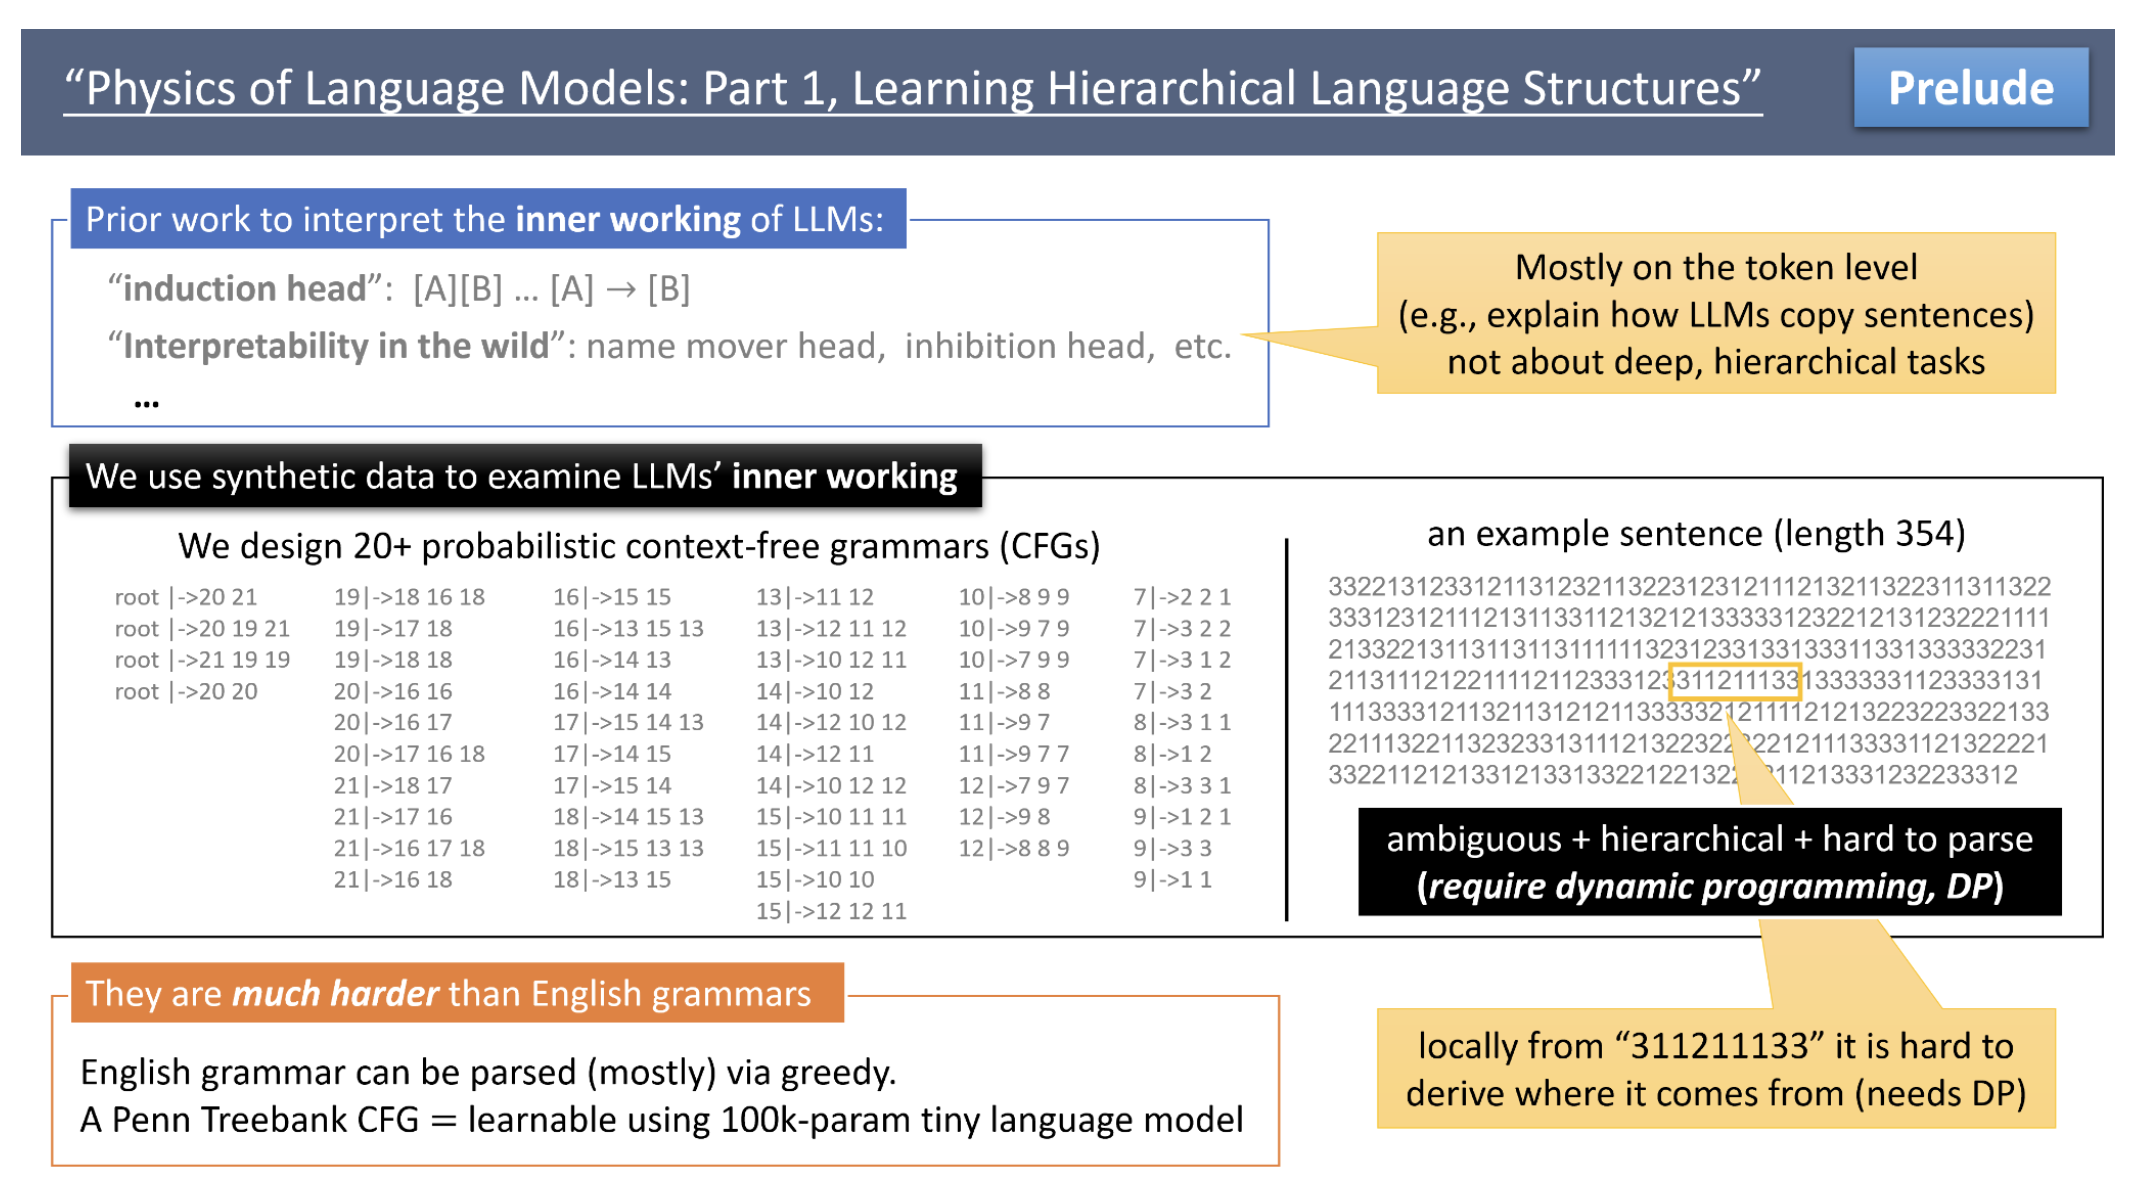 “Physics of Language Models: Part 1, Learning Hierarchical Language Structures”
Prelude
Prior work to interpret the inner working of LLMs:
“induction head”: [A][B] … [A] → [B]
“Interpretability in the wild”: name mover head, inhibition head, etc.
…
Mostly on the token level
(e.g., explain how LLMs copy sentences)
not about deep, hierarchical tasks
We use synthetic data to examine LLMs’ inner working
We design 20+ probabilistic context-free grammars (CFGs)
root |->20 21
root |->20 19 21
root |->21 19 19
root |->20 20
19|->18 16 18
19|->17 18
19|->18 18
20|->16 16
20|->16 17
20|->17 16 18
21|->18 17
21|->17 16
21|->16 17 18
21|->16 18
16|->15 15
16|->13 15 13
16|->14 13
16|->14 14
17|->15 14 13
17|->14 15
17|->15 14
18|->14 15 13
18|->15 13 13
18|->13 15
13|->11 12
13|->12 11 12
13|->10 12 11
14|->10 12
14|->12 10 12
14|->12 11
14|->10 12 12
15|->10 11 11
15|->11 11 10
15|->10 10
15|->12 12 11
10|->8 9 9
10|->9 7 9
10|->7 9 9
11|->8 8
11|->9 7
11|->9 7 7
12|->7 9 7
12|->9 8
12|->8 8 9
7|->2 2 1
7|->3 2 2
7|->3 1 2
7|->3 2
8|->3 1 1
8|->1 2
8|->3 3 1
9|->1 2 1
9|->3 3
9|->1 1
an example sentence (length 354)
332213123312113123211322312312111213211322311311322
333123121112131133112132121333331232212131232221111
213322131131131131111113231233133133311331333332231
211311121221111211233312331121113313333331123333131
111333312113211312121133333212111121213223223322133
ambiguous + hierarchical + hard to parse
(require dynamic programming, DP)
locally from “311211133” it is hard to
derive where it comes from (needs DP)
They are much harder than English grammars
English grammar can be parsed (mostly) via greedy.
A Penn Treebank CFG = learnable using 100k-param tiny language model